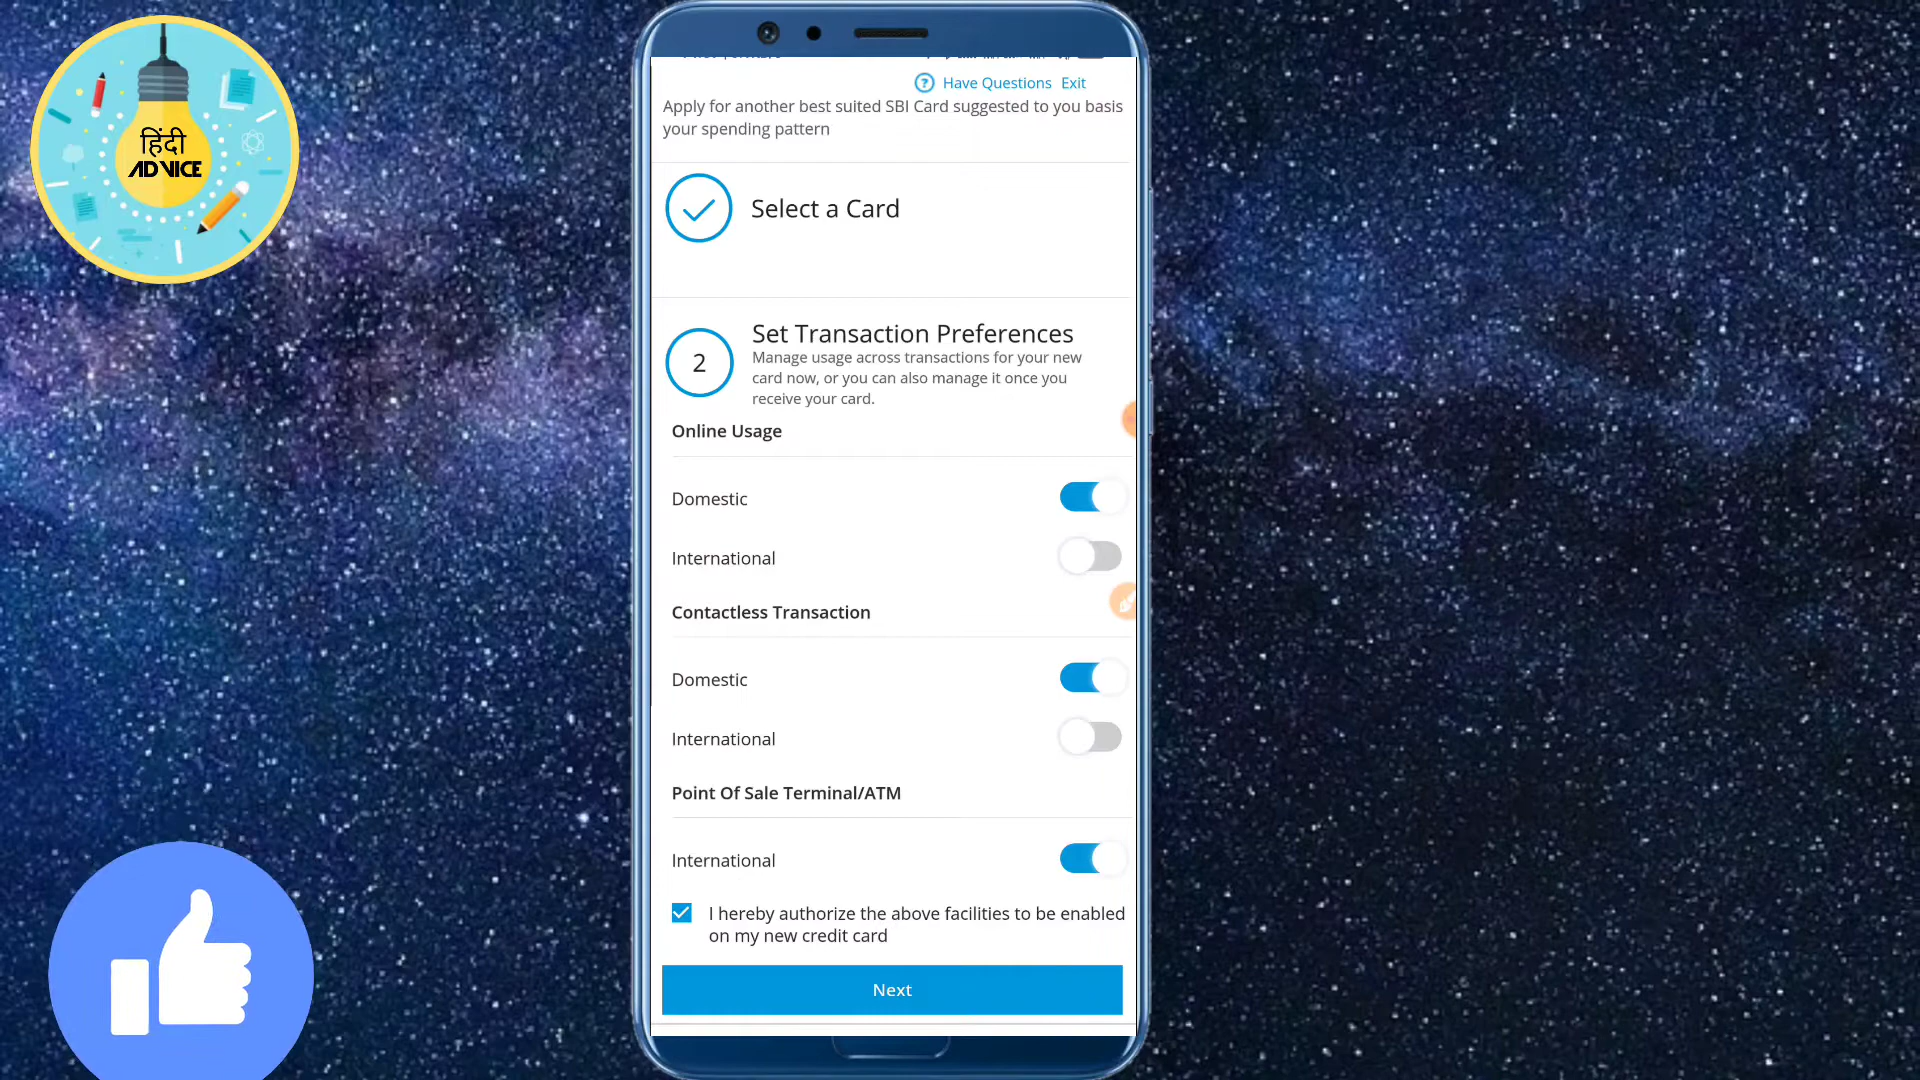 हिंदी
ADVICE
Have Questions Exit
Apply for another best suited SBI Card suggested to you basis
your spending pattern
Select a Card
2
Set Transaction Preferences
Manage usage across transactions for your new
card now, or you can also manage it once you
receive your card.
Online Usage
Domestic
International
Contactless Transaction
Domestic
International
Point Of Sale Terminal/ATM
International
I hereby authorize the above facilities to be enabled
on my new credit card
Next